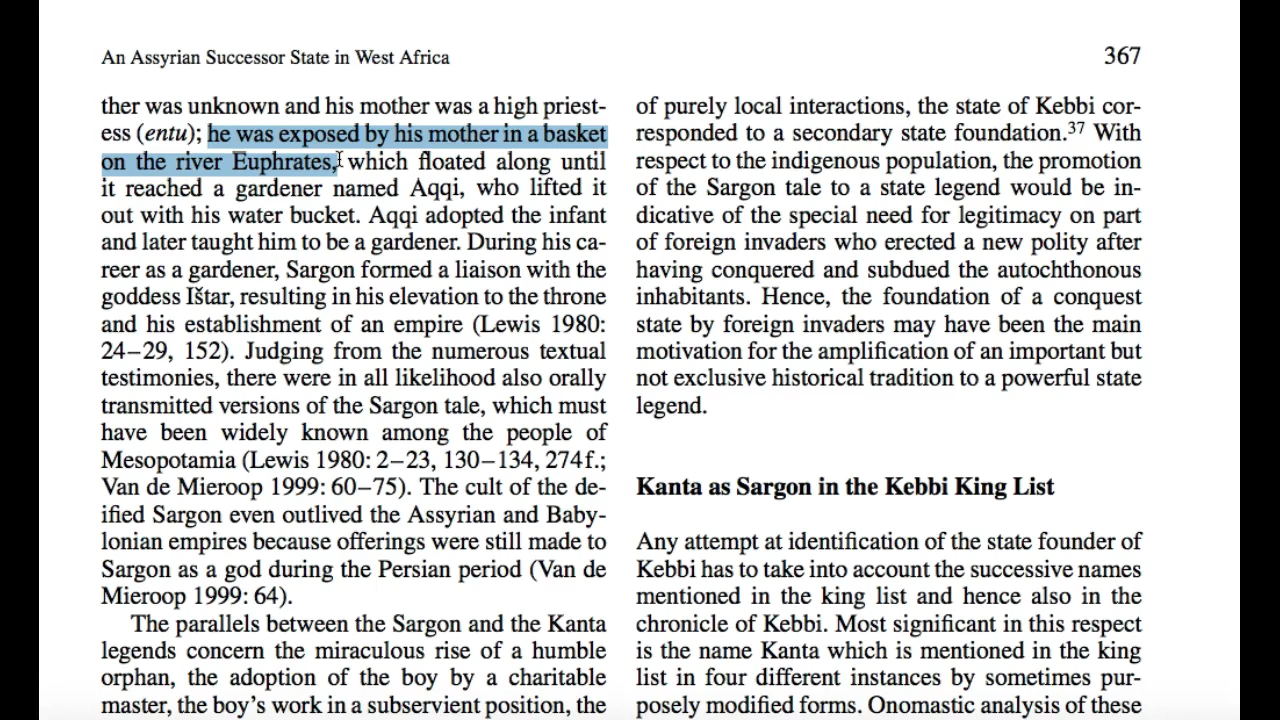 An Assyrian Successor State in West Africa
367
ther was unknown and his mother was a high priest-
ess (entu); he was exposed by his mother in a basket
on the river Euphrates, which floated along until
it reached a gardener named Aqqi, who lifted it
out with his water bucket. Aqqi adopted the infant
and later taught him to be a gardener. During his ca-
reer as a gardener, Sargon formed a liaison with the
goddess Ištar, resulting in his elevation to the throne
and his establishment of an empire (Lewis 1980:
24–29, 152). Judging from the numerous textual
testimonies, there were in all likelihood also orally
transmitted versions of the Sargon tale, which must
have been widely known among the people of
Mesopotamia (Lewis 1980: 2–23, 130–134, 274 f.;
Van de Mieroop 1999: 60–75). The cult of the de-
ified Sargon even outlived the Assyrian and Baby-
lonian empires because offerings were still made to
Sargon as a god during the Persian period (Van de
Mieroop 1999: 64).
The parallels between the Sargon and the Kanta
legends concern the miraculous rise of a humble
orphan, the adoption of the boy by a charitable
master, the boy's work in a subservient position, the
of purely local interactions, the state of Kebbi cor-
responded to a secondary state foundation.37 With
respect to the indigenous population, the promotion
of the Sargon tale to a state legend would be in-
dicative of the special need for legitimacy on part
of foreign invaders who erected a new polity after
having conquered and subdued the autochthonous
inhabitants. Hence, the foundation of a conquest
state by foreign invaders may have been the main
motivation for the amplification of an important but
not exclusive historical tradition to a powerful state
legend.
Kanta as Sargon in the Kebbi King List
Any attempt at identification of the state founder of
Kebbi has to take into account the successive names
mentioned in the king list and hence also in the
chronicle of Kebbi. Most significant in this respect
is the name Kanta which is mentioned in the king
list in four different instances by sometimes pur-
posely modified forms. Onomastic analysis of these